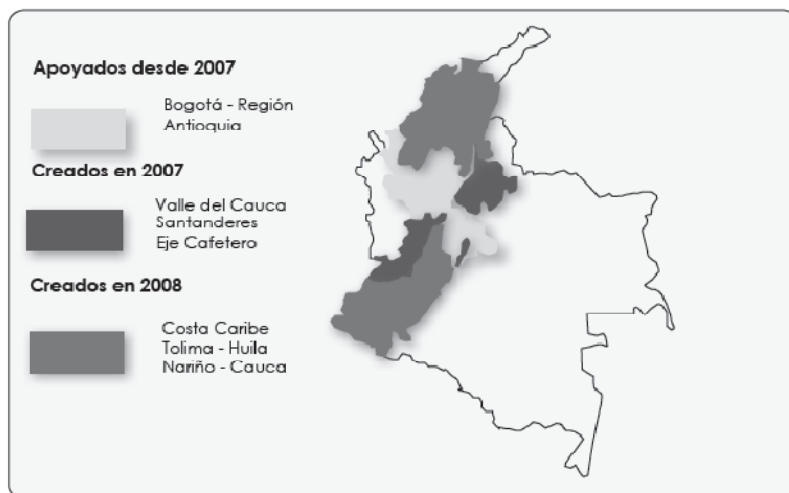 Apoyados desde 2007
Bogotá - Región
Antioquia
Creados en 2007
Valle del Cauca
Santanderes
Eje Cafetero
Creados en 2008
Costa Caribe
Tolima - Huila
Nariño - Cauca